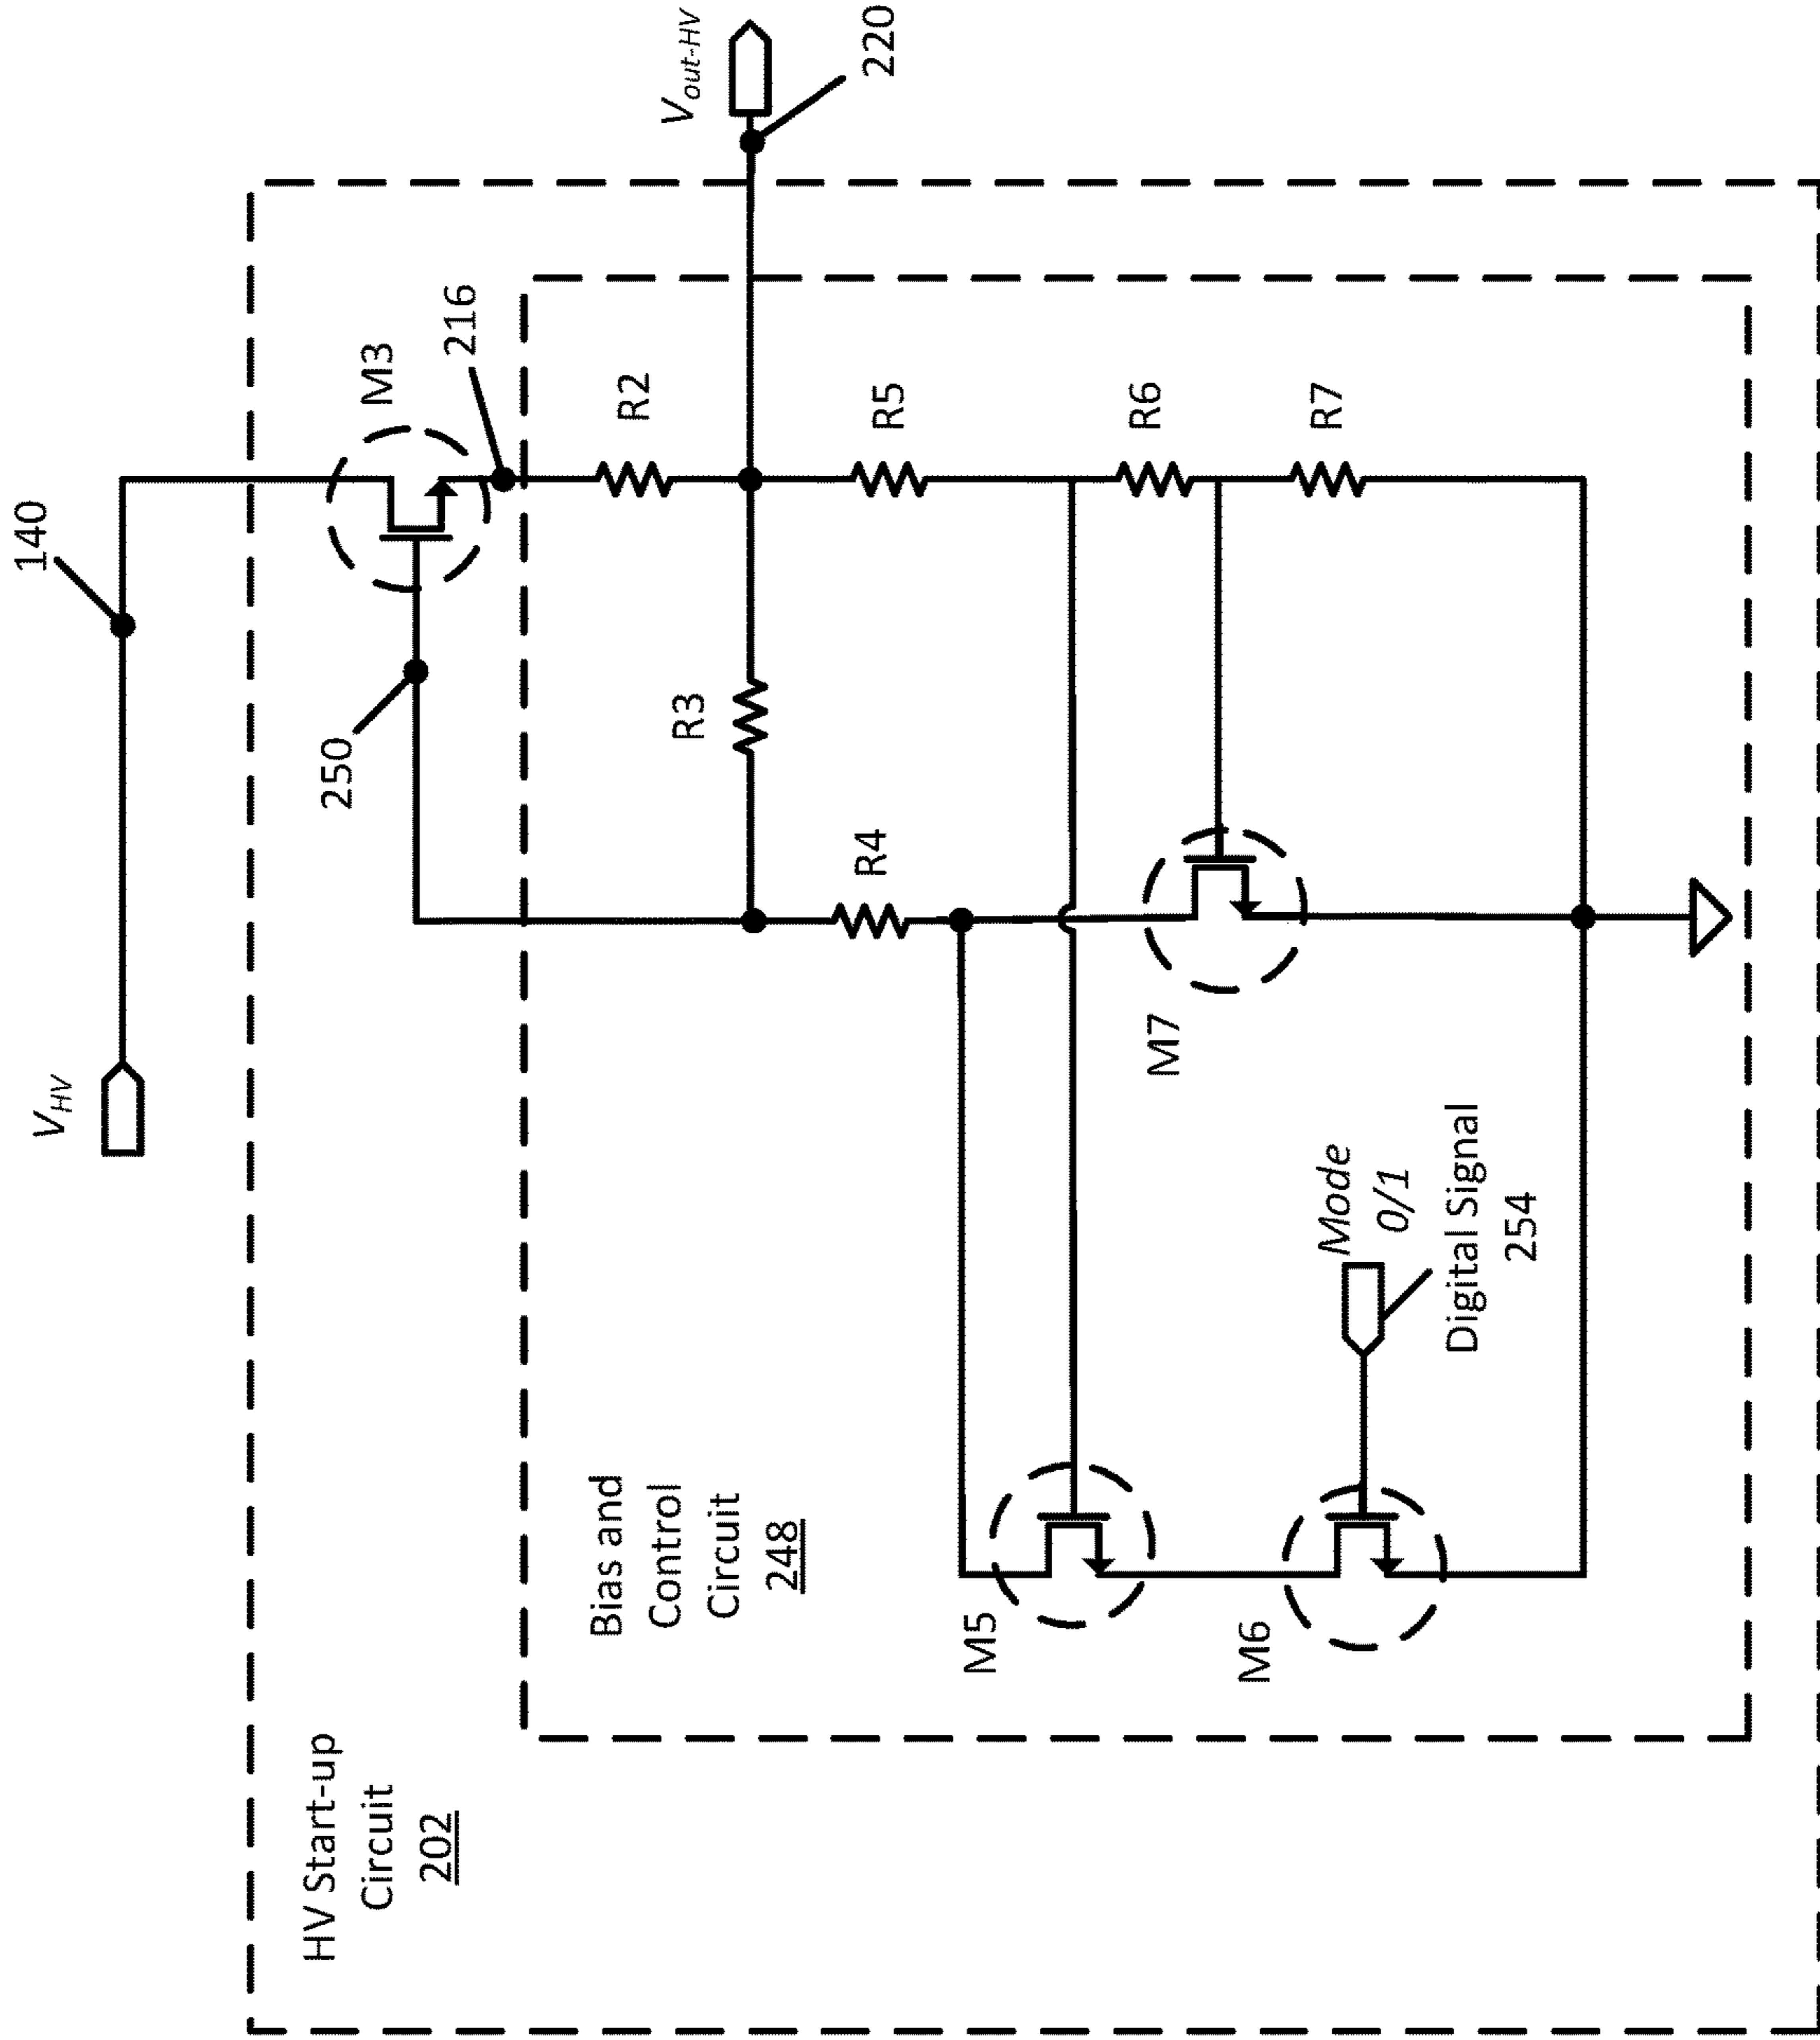 140
V_HV
HV Start-up
Circuit
202
M3
250
216
V_out-HV
220
Bias and
Control
Circuit
248
R2
R3
R4
R5
R6
R7
M5
M7
M6
Mode
0/1
Digital Signal
254